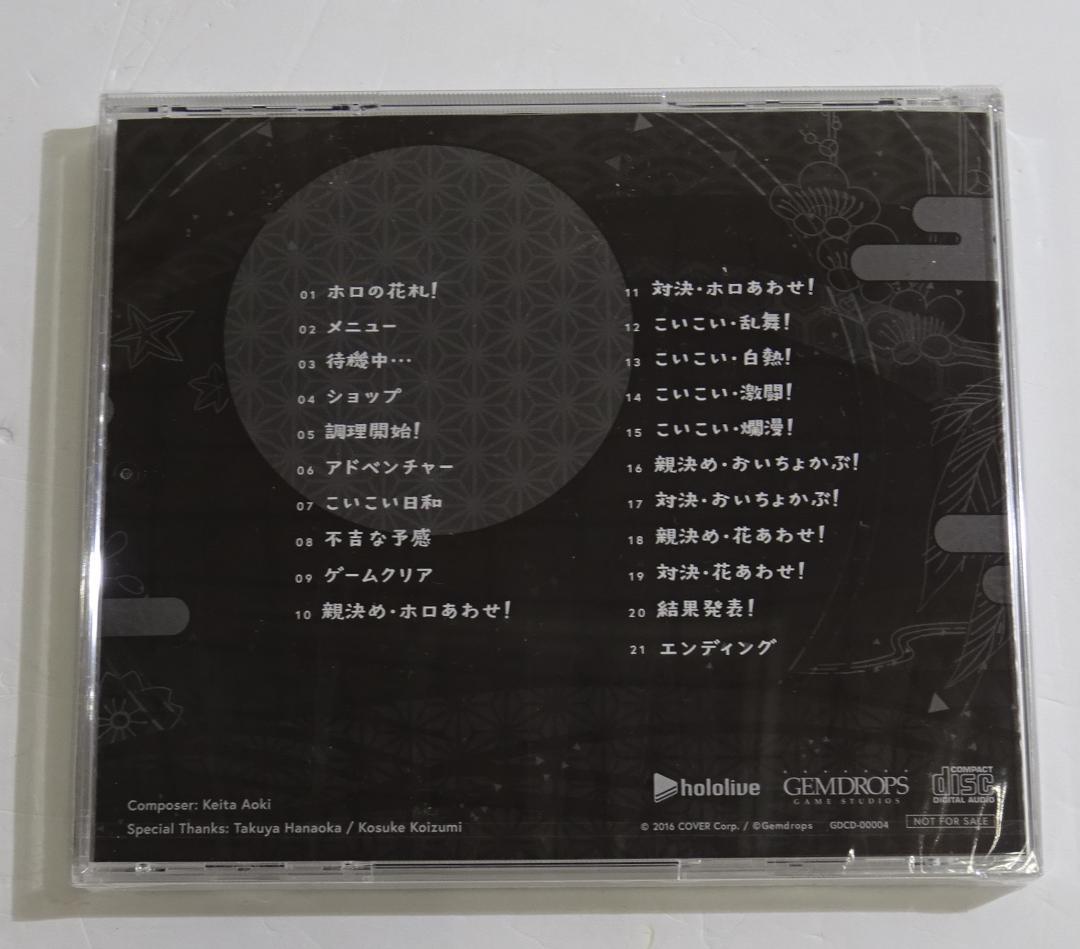 01 ホロの花札!
02 メニュー
03 待機中…
04 ショップ
05 調理開始!
06 アドベンチャー
07 こいこい日和
08 不吉な予感
09 ゲームクリア
10 親決め・ホロあわせ!
11 対決・ホロあわせ!
12 こいこい・乱舞!
13 こいこい・白熱!
14 こいこい・激闘!
15 こいこい・爛漫!
16 親決め・おいちょかぶ!
17 対決・おいちょかぶ!
18 親決め・花あわせ!
19 対決・花あわせ!
20 結果発表!
21 エンディング
Composer: Keita Aoki
Special Thanks: Takuya Hanaoka / Kosuke Koizumi
hololive
GEMDROPS
GAME STUDIOS
COMPACT
disc
DIGITAL AUDIO
© 2016 COVER Corp. / ©Gemdrops GDCD-00004
NOT FOR SALE